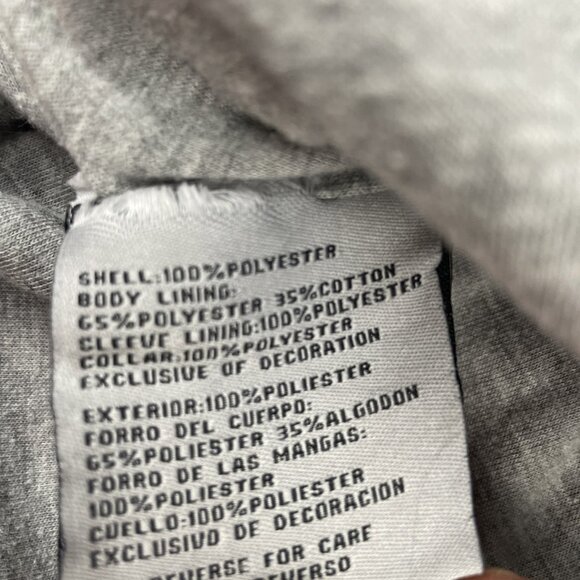 SHELL:100%POLYESTER
BODY LINING:
65%POLYESTER 35%COTTON
SLEEVE LINING:100%POLYESTER
COLLAR:100%POLYESTER
EXCLUSIVE OF DECORATION
EXTERIOR:100%POLIESTER
FORRO DEL CUERPO:
65%POLIESTER 35%ALGODON
FORRO DE LAS MANGAS:
100%POLIESTER
CUELLO:100%POLIESTER
EXCLUSIVO DE DECORACION
REVERSE FOR CARE
REVERSO